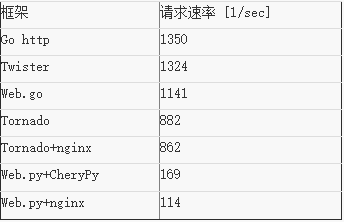 框架 请求速率 [1/sec]
Go http 1350
Twister 1324
Web.go 1141
Tornado 882
Tornado+nginx 862
Web.py+CheryPy 169
Web.py+nginx 114